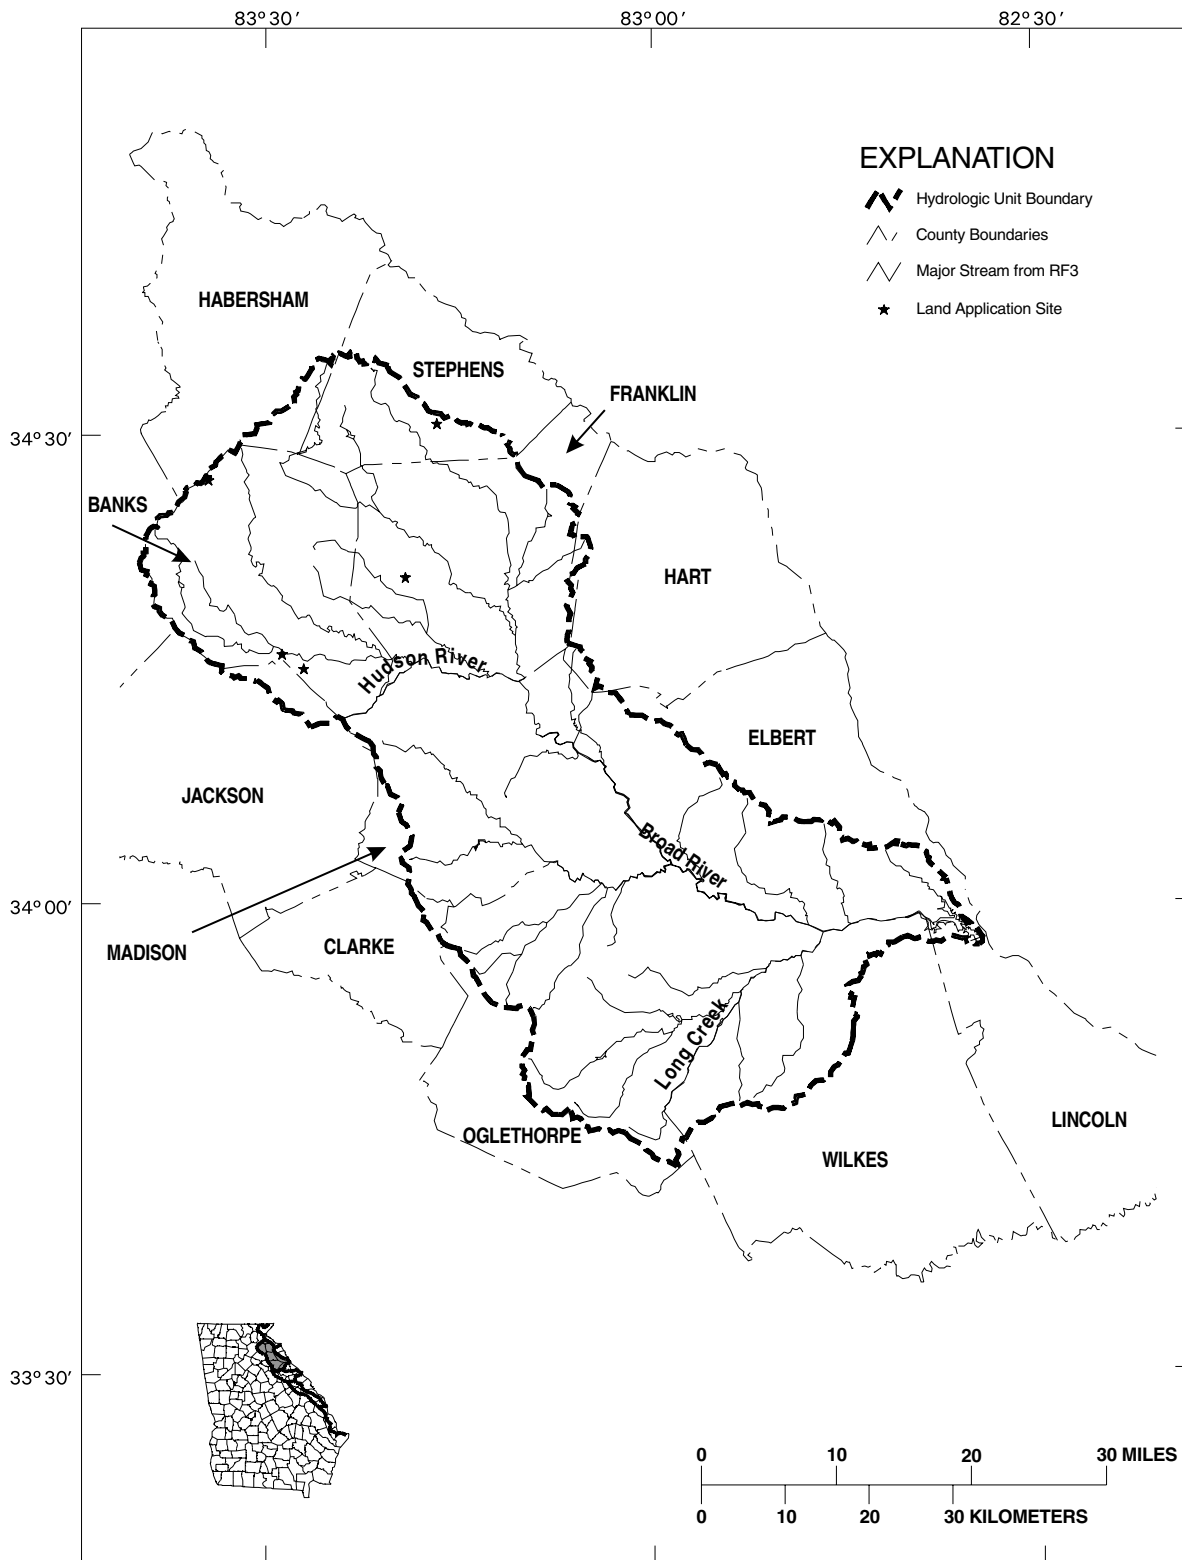 83° 30′ 83° 00′ 82° 30′
EXPLANATION
Hydrologic Unit Boundary
County Boundaries
Major Stream from RF3
Land Application Site
HABERSHAM
STEPHENS
FRANKLIN
34° 30′
BANKS
HART
Hudson River
ELBERT
JACKSON
Broad River
34° 00′
MADISON
CLARKE
Long Creek
OGLETHORPE
LINCOLN
WILKES
33° 30′
0 10 20 30 MILES
0 10 20 30 KILOMETERS